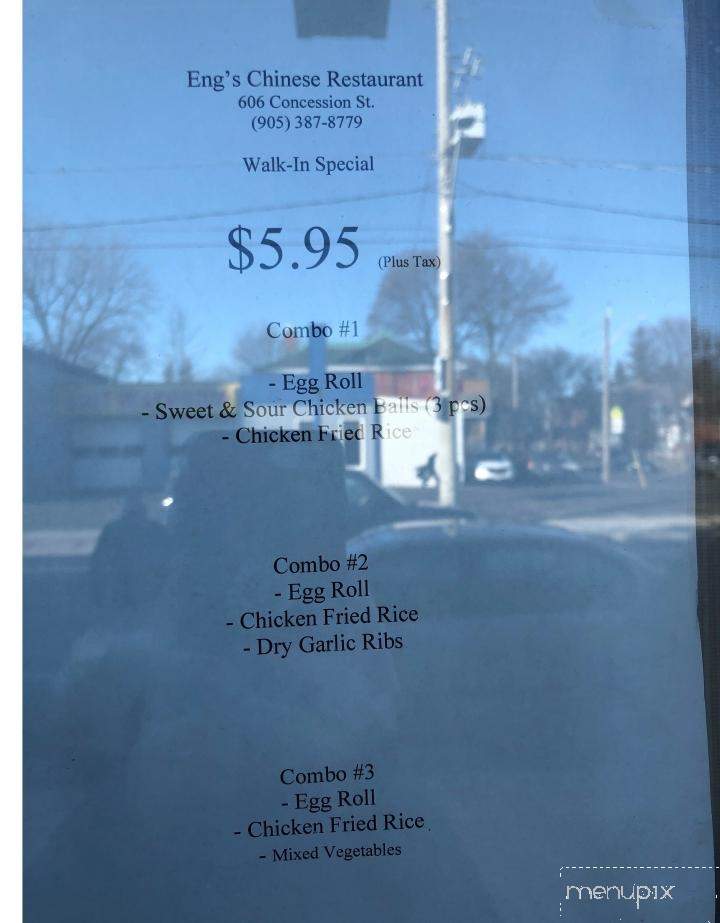 Eng's Chinese Restaurant
606 Concession St.
(905) 387-8779
Walk-In Special
$5.95 (Plus Tax)
Combo #1
- Egg Roll
- Sweet & Sour Chicken Balls (3 pcs)
- Chicken Fried Rice
Combo #2
- Egg Roll
- Chicken Fried Rice
- Dry Garlic Ribs
Combo #3
- Egg Roll
- Chicken Fried Rice
- Mixed Vegetables
menupix